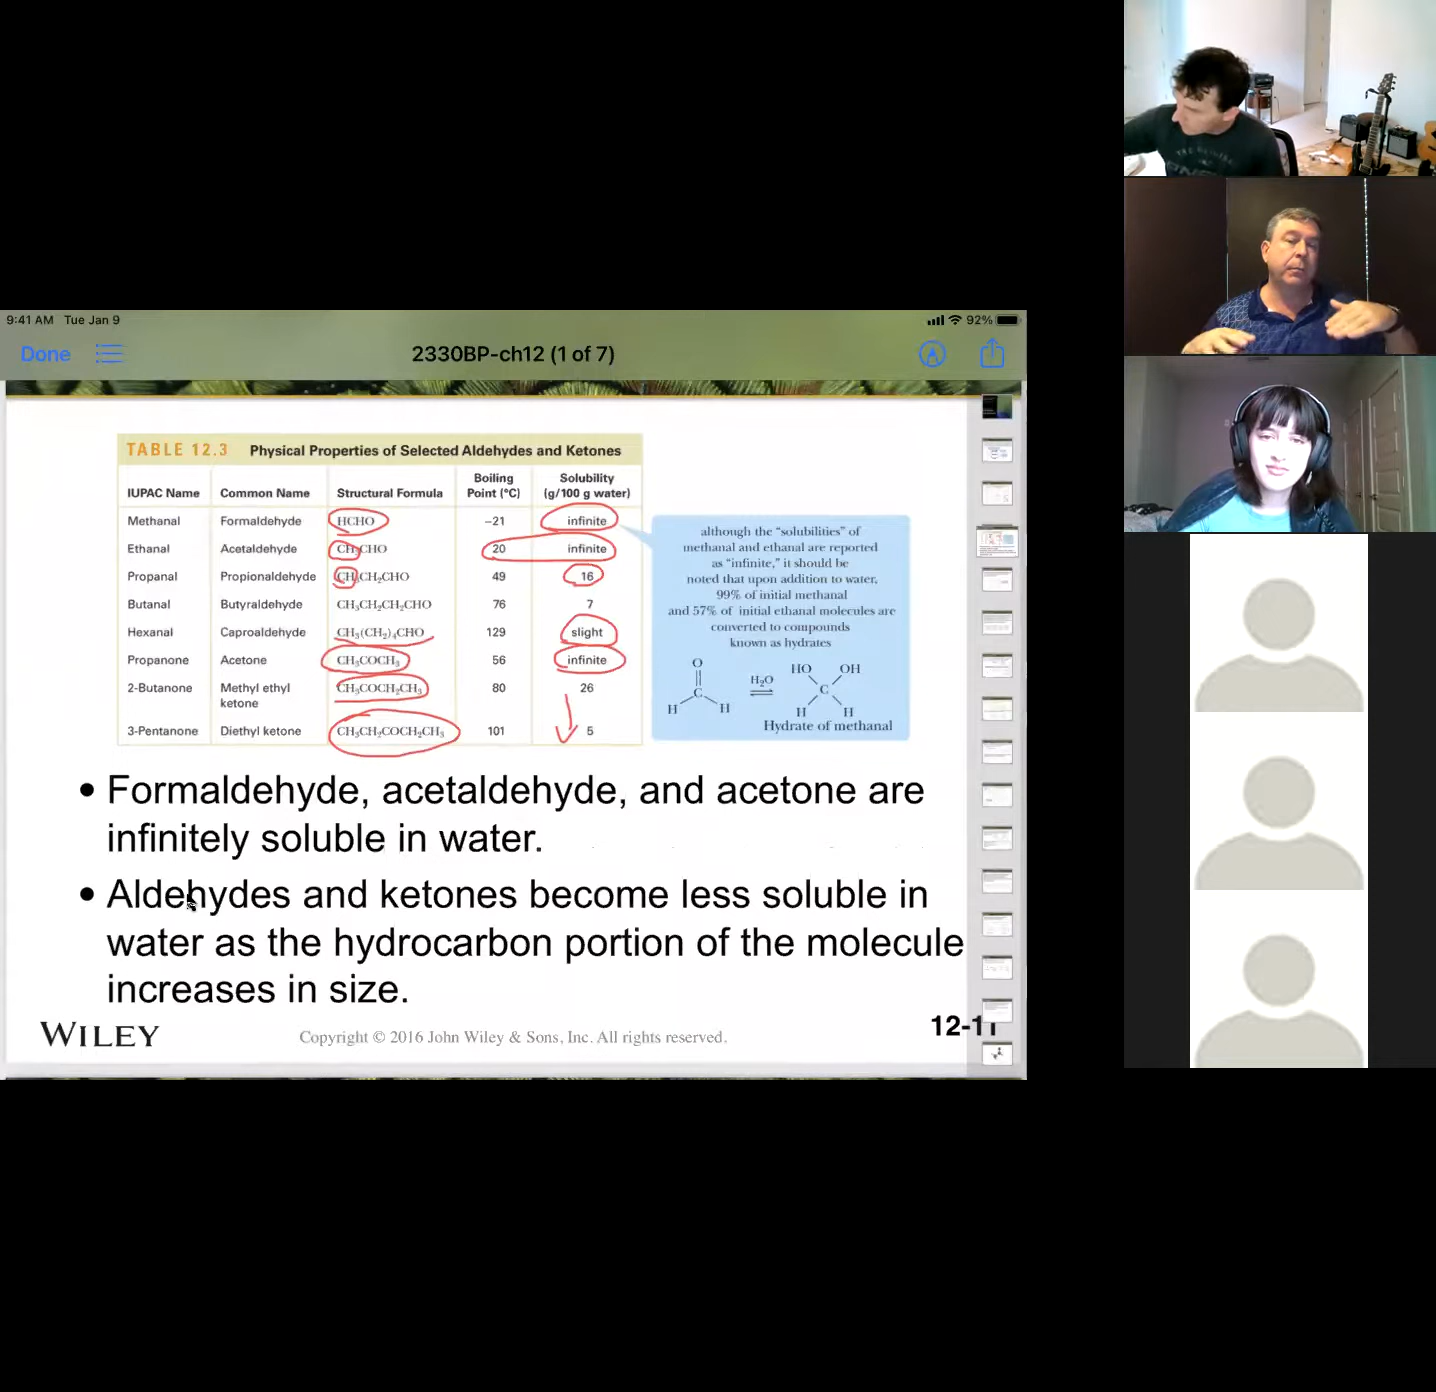 9:41 AM Tue Jan 9
92%
Done
2330BP-ch12 (1 of 7)
TABLE 12.3 Physical Properties of Selected Aldehydes and Ketones
IUPAC Name Common Name Structural Formula Boiling Point (°C) Solubility (g/100 g water)
Methanal Formaldehyde HCHO −21 infinite
Ethanal Acetaldehyde CH₃CHO 20 infinite
Propanal Propionaldehyde CH₃CH₂CHO 49 16
Butanal Butyraldehyde CH₃CH₂CH₂CHO 76 7
Hexanal Caproaldehyde CH₃(CH₂)₄CHO 129 slight
Propanone Acetone CH₃COCH₃ 56 infinite
2-Butanone Methyl ethyl ketone CH₃COCH₂CH₃ 80 26
3-Pentanone Diethyl ketone CH₃CH₂COCH₂CH₃ 101 5
although the “solubilities” of
methanal and ethanal are reported
as “infinite,” it should be
noted that upon addition to water,
99% of initial methanal
and 57% of initial ethanal molecules are
converted to compounds
known as hydrates
O
C
H H
H₂O
HO OH
C
H H
Hydrate of methanal
• Formaldehyde, acetaldehyde, and acetone are
infinitely soluble in water.
• Aldehydes and ketones become less soluble in
water as the hydrocarbon portion of the molecule
increases in size.
WILEY
Copyright © 2016 John Wiley & Sons, Inc. All rights reserved.
12-11